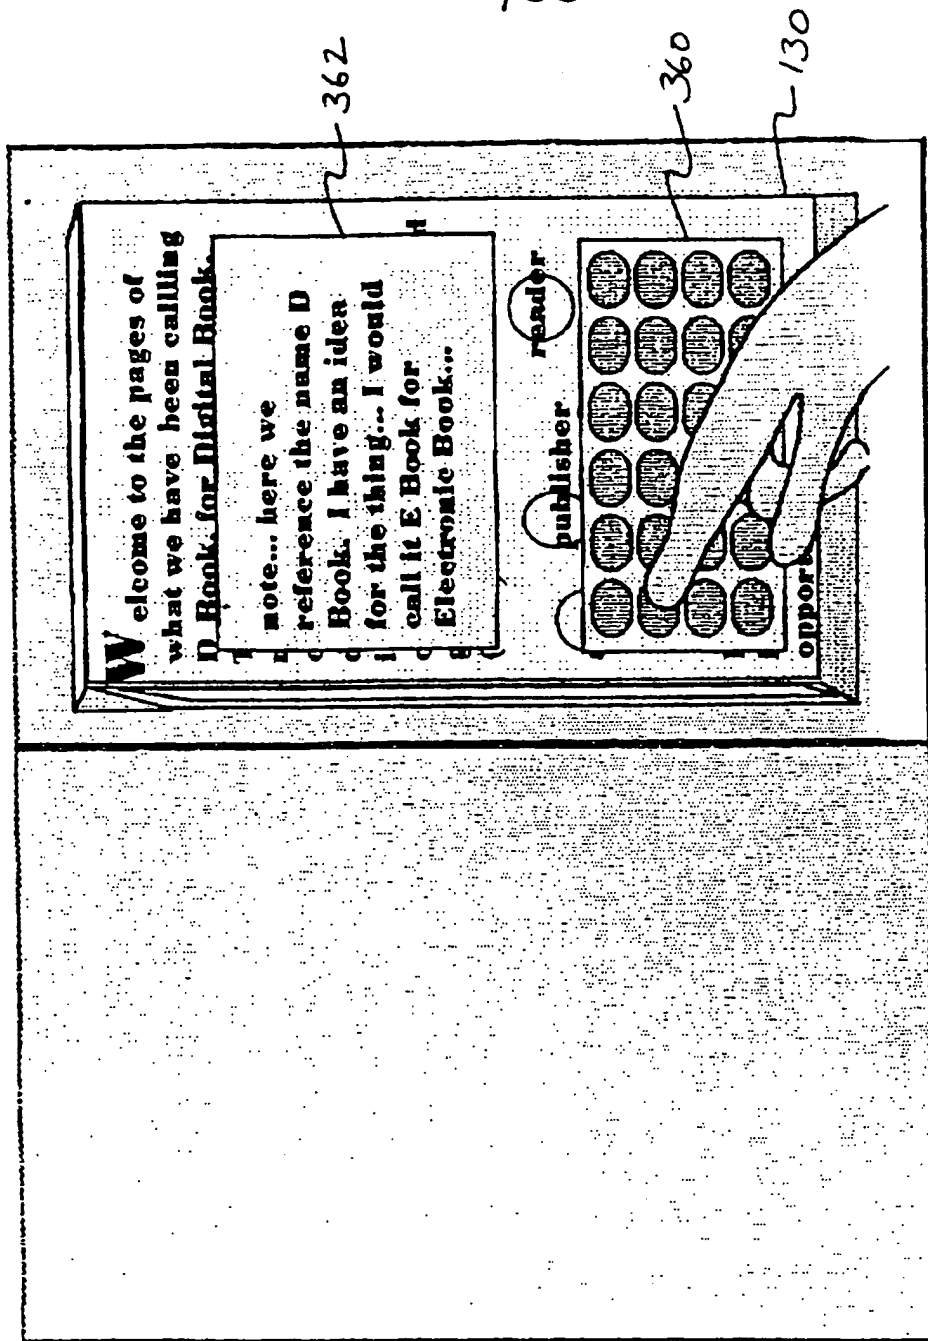 Welcome to the pages of
what we have been callling
D Book, for Digital Book.
note... here we
reference the name D
Book. I have an idea
for the thing... I would
call it E Book for
Electronic Book...
publisher
reader
opport
362
360
130